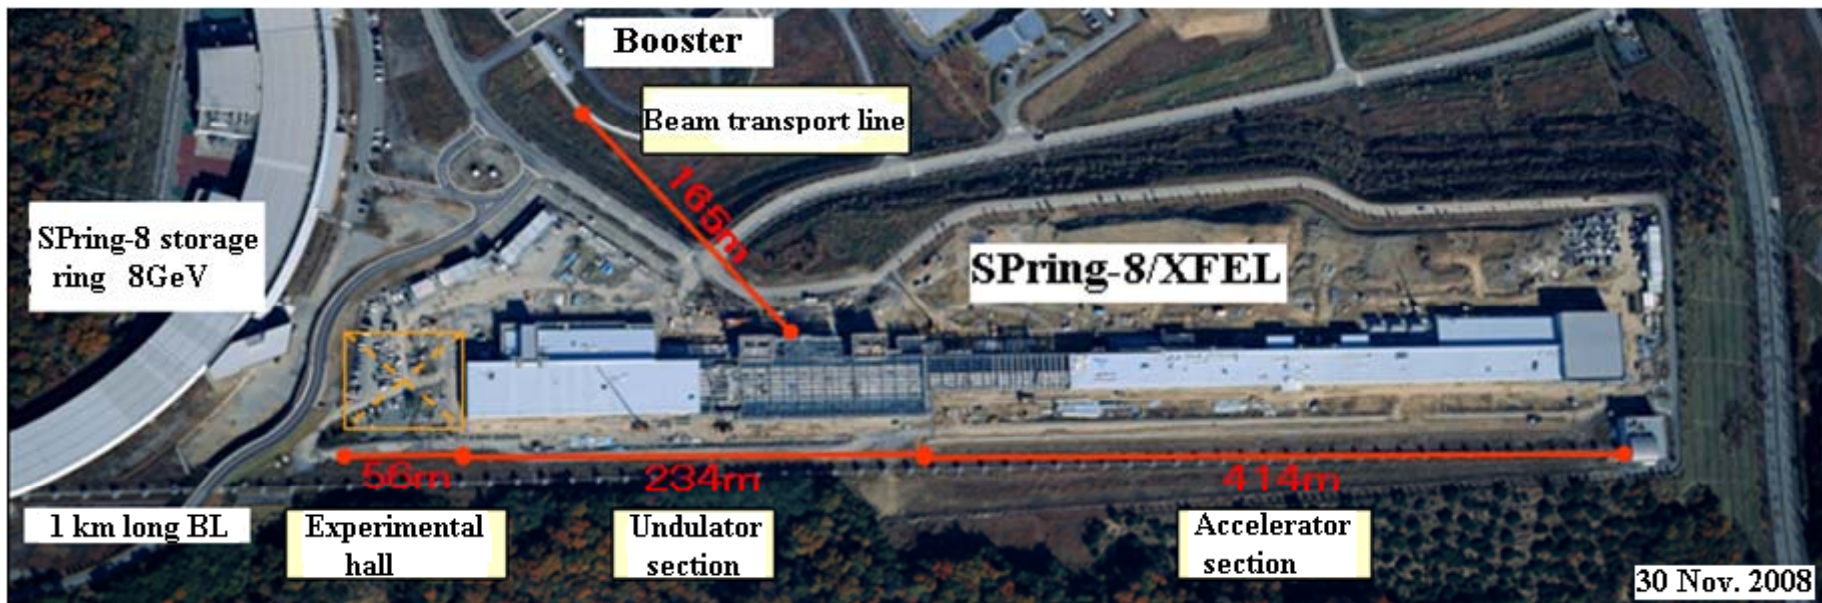 Booster
Beam transport line
165m
SPring-8 storage
ring 8GeV
SPring-8/XFEL
56m
234m
414m
1 km long BL
Experimental
hall
Undulator
section
Accelerator
section
30 Nov. 2008